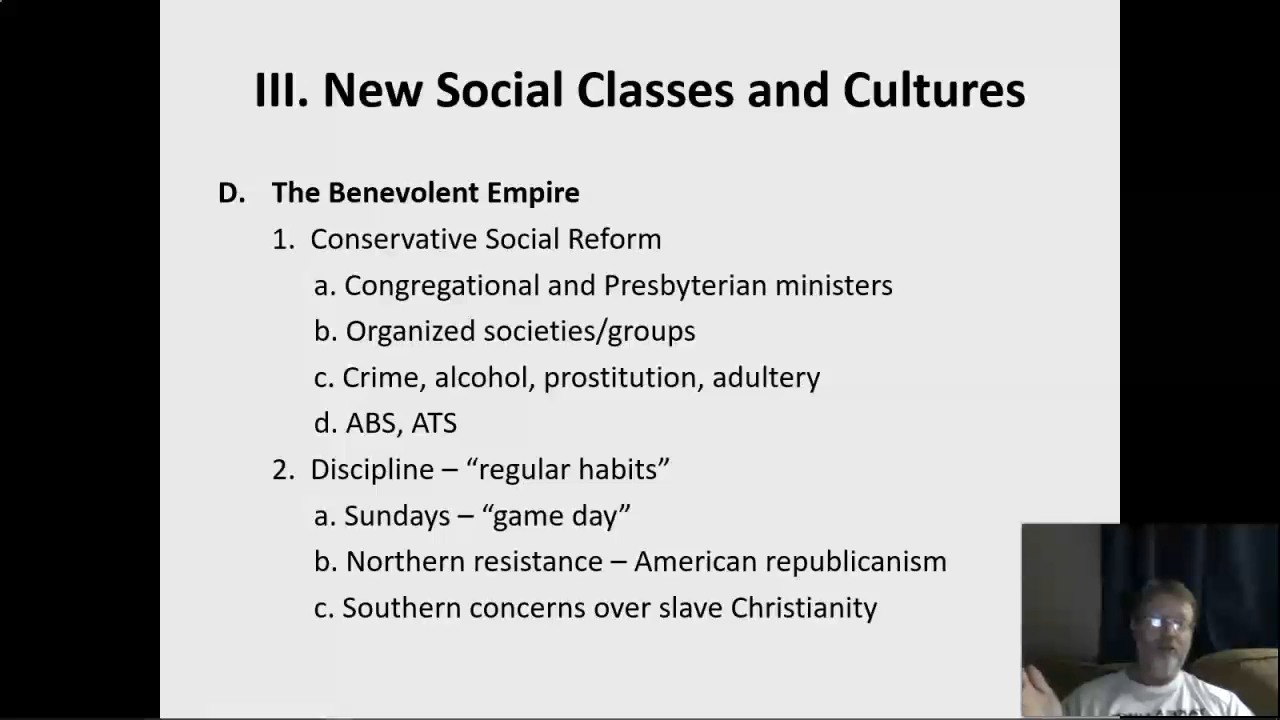 III. New Social Classes and Cultures
D. The Benevolent Empire
1. Conservative Social Reform
a. Congregational and Presbyterian ministers
b. Organized societies/groups
c. Crime, alcohol, prostitution, adultery
d. ABS, ATS
2. Discipline – “regular habits”
a. Sundays – “game day”
b. Northern resistance – American republicanism
c. Southern concerns over slave Christianity